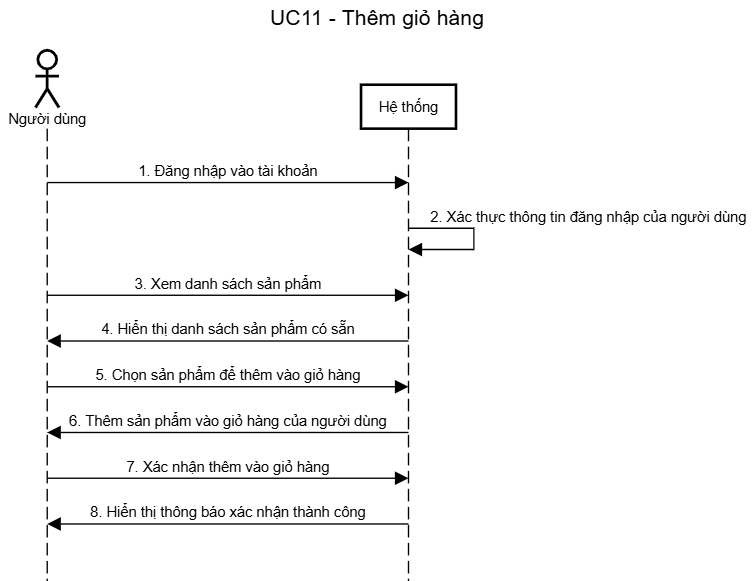 UC11 - Thêm giỏ hàng
Người dùng
Hệ thống
1. Đăng nhập vào tài khoản
2. Xác thực thông tin đăng nhập của người dùng
3. Xem danh sách sản phẩm
4. Hiển thị danh sách sản phẩm có sẵn
5. Chọn sản phẩm để thêm vào giỏ hàng
6. Thêm sản phẩm vào giỏ hàng của người dùng
7. Xác nhận thêm vào giỏ hàng
8. Hiển thị thông báo xác nhận thành công